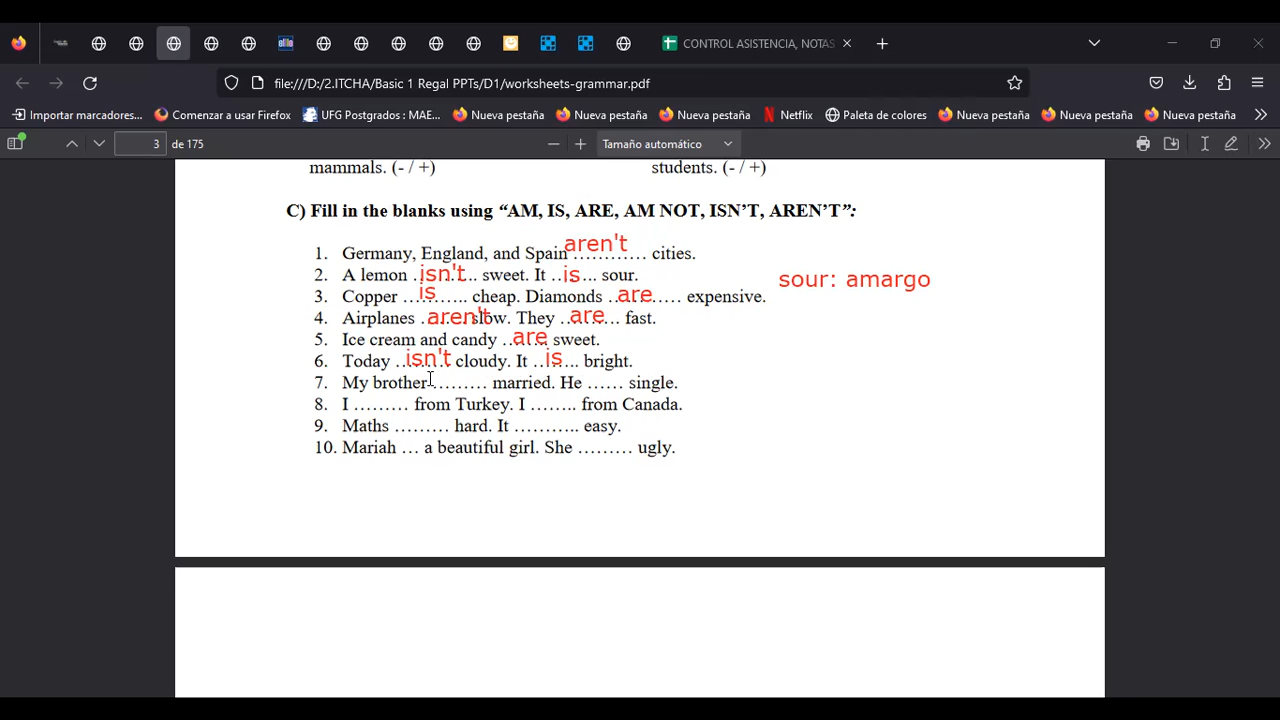 CONTROL ASISTENCIA, NOTAS
file:///D:/2.ITCHA/Basic 1 Regal PPTs/D1/worksheets-grammar.pdf
Importar marcadores... Comenzar a usar Firefox UFG Postgrados : MAE... Nueva pestaña Nueva pestaña Nueva pestaña Netflix Paleta de colores Nueva pestaña Nueva pestaña Nueva pestaña
3 de 175 Tamaño automático
mammals. (- / +) students. (- / +)
C) Fill in the blanks using “AM, IS, ARE, AM NOT, ISN’T, AREN’T”:
1. Germany, England, and Spain aren't ………… cities.
2. A lemon isn't sweet. It is sour.
sour: amargo
3. Copper is ……….. cheap. Diamonds are ………… expensive.
4. Airplanes aren't slow. They are fast.
5. Ice cream and candy are sweet.
6. Today isn't cloudy. It is bright.
7. My brother ……… married. He …… single.
8. I ……… from Turkey. I …….. from Canada.
9. Maths ……… hard. It ……….. easy.
10. Mariah … a beautiful girl. She ……… ugly.